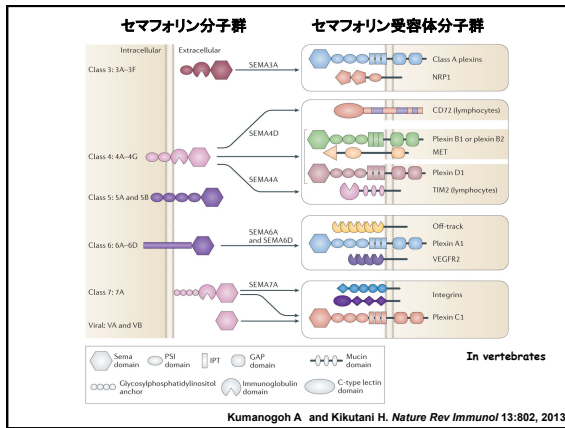 セマフォリン分子群
セマフォリン受容体分子群
Intracellular
Extracellular
Class 3: 3A–3F
SEMA3A
Class A plexins
NRP1
CD72 (lymphocytes)
SEMA4D
Plexin B1 or plexin B2
MET
Class 4: 4A–4G
Plexin D1
SEMA4A
TIM2 (lymphocytes)
Class 5: 5A and 5B
Off-track
Class 6: 6A–6D
SEMA6A
and SEMA6D
Plexin A1
VEGFR2
Class 7: 7A
SEMA7A
Integrins
Viral: VA and VB
Plexin C1
Sema
domain
PSI
domain
IPT
GAP
domain
Mucin
domain
Glycosylphosphatidylinositol
anchor
Immunoglobulin
domain
C-type lectin
domain
In vertebrates
Kumanogoh A and Kikutani H. Nature Rev Immunol 13:802, 2013